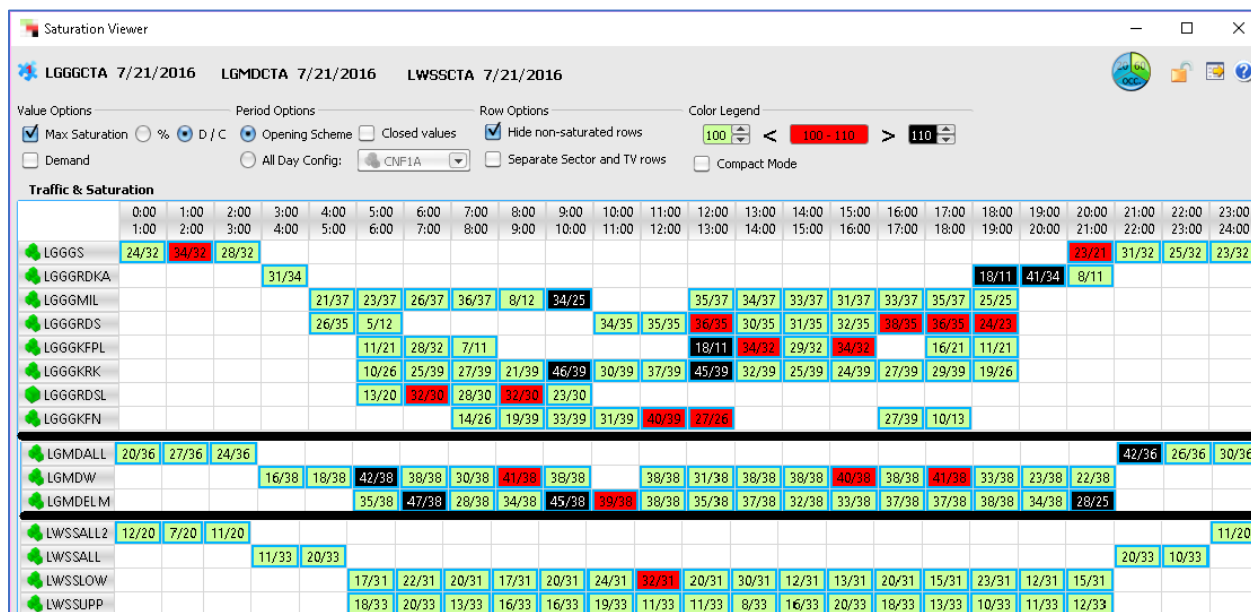 Saturation Viewer
LGGGCTA 7/21/2016 LGMDCTA 7/21/2016 LWSSCTA 7/21/2016
Value Options Period Options Row Options Color Legend
Max Saturation % D / C Opening Scheme Closed values Hide non-saturated rows 100 < 100 - 110 > 110
Demand All Day Config: CNF1A Separate Sector and TV rows Compact Mode
Traffic & Saturation
0:00 1:00 2:00 3:00 4:00 5:00 6:00 7:00 8:00 9:00 10:00 11:00 12:00 13:00 14:00 15:00 16:00 17:00 18:00 19:00 20:00 21:00 22:00 23:00
1:00 2:00 3:00 4:00 5:00 6:00 7:00 8:00 9:00 10:00 11:00 12:00 13:00 14:00 15:00 16:00 17:00 18:00 19:00 20:00 6:00 22:00 23:00 24:00
LGGGS 24/32 34/32 28/32 23/21 31/32 25/32 23/32
LGGGRDKA 31/34 18/11 41/34 8/11
LGGGMIL 21/37 23/37 26/37 36/37 8/12 34/25 35/37 34/37 33/37 31/37 33/37 35/37 25/25
LGGGRDS 26/35 5/12 34/35 35/35 36/35 30/35 31/35 32/35 38/35 36/35 24/23
LGGGKFPL 11/21 28/32 7/11 18/11 34/32 29/32 34/32 16/21 11/21
LGGGKRK 10/26 25/39 27/39 21/39 46/39 30/39 37/39 45/39 32/39 25/39 24/39 27/39 29/39 19/26
LGGGRDSL 13/20 32/30 28/30 32/30 23/30
LGGGKFN 14/26 19/39 33/39 31/39 40/39 27/26 27/39 10/13
LGMDALL 20/36 27/36 24/36 42/36 26/36 30/36
LGMDW 16/38 18/38 42/38 38/38 30/38 41/38 38/38 38/38 31/38 38/38 38/38 40/38 38/38 41/38 33/38 23/38 22/38
LGMDELM 35/38 47/38 28/38 34/38 45/38 39/38 38/38 35/38 37/38 32/38 33/38 37/38 37/38 38/38 34/38 28/25
LWSSALL2 12/20 7/20 11/20 11/20
LWSSALL 11/33 20/33 20/33 10/33
LWSSLOW 17/31 22/31 20/31 17/31 20/31 24/31 32/31 20/31 30/31 12/31 13/31 20/31 15/31 23/31 12/31 15/31
LWSSUPP 18/33 20/33 13/33 16/33 16/33 19/33 11/33 11/33 8/33 16/33 20/33 18/33 13/33 10/33 11/33 12/33